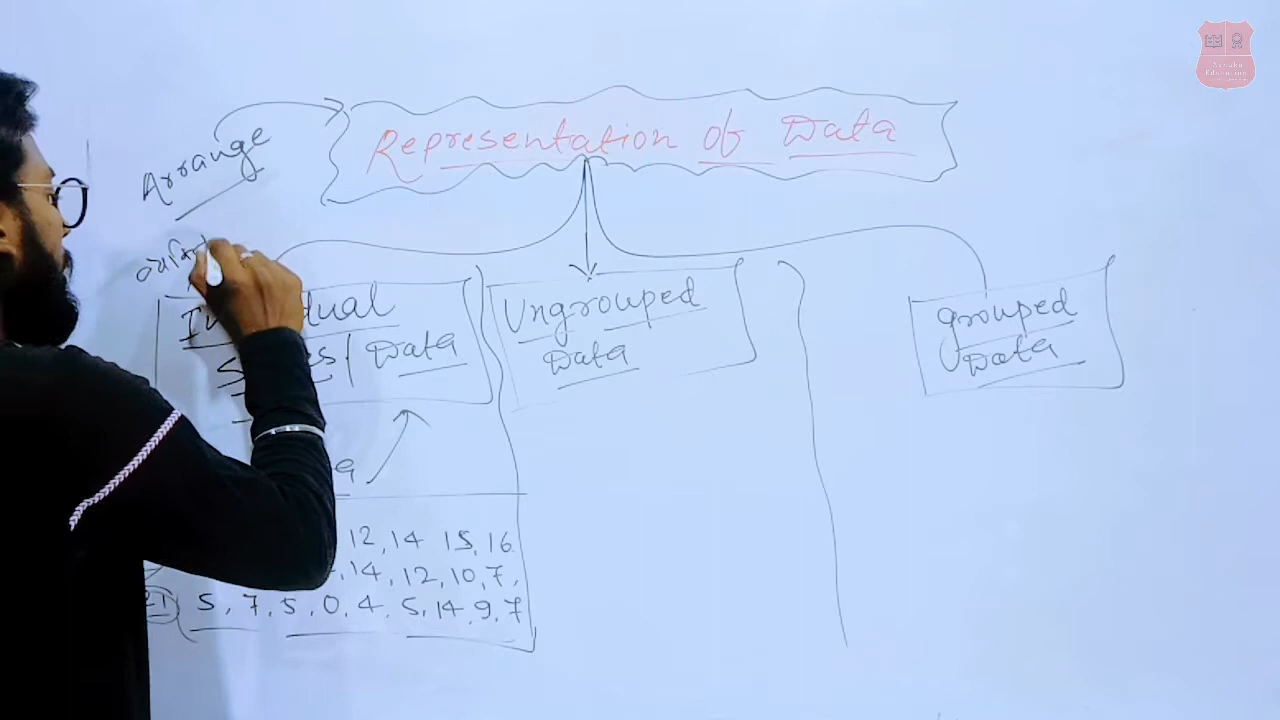 Representation of Data
Arrange
Individual
Series / Data
Ungrouped
Data
grouped
Data
12, 14 15, 16
, 14, 12, 10, 7,
5, 7, 5, 0, 4, 5, 14, 9, 7